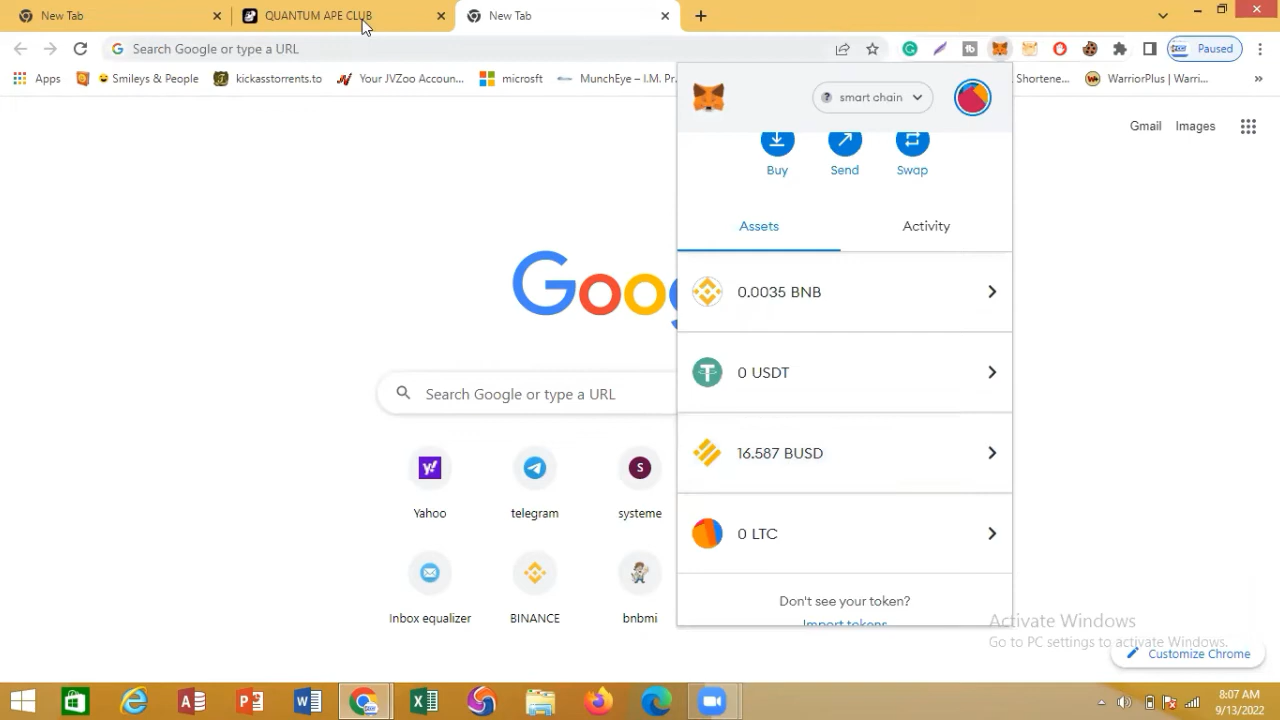 New Tab
QUANTUM APE CLUB
New Tab
Search Google or type a URL
Paused
Apps
Smileys & People
kickasstorrents.to
Your JVZoo Accoun...
microsft
MunchEye – I.M. Pr
Shortene...
WarriorPlus | Warri...
»
smart chain
Gmail
Images
Buy
Send
Swap
Assets
Activity
0.0035 BNB
Goo
0 USDT
Search Google or type a URL
16.587 BUSD
Yahoo
telegram
systeme
0 LTC
Inbox equalizer
BINANCE
bnbmi
Don't see your token?
Import tokens
Activate Windows
Go to PC settings to activate Windows.
Customize Chrome
8:07 AM
9/13/2022